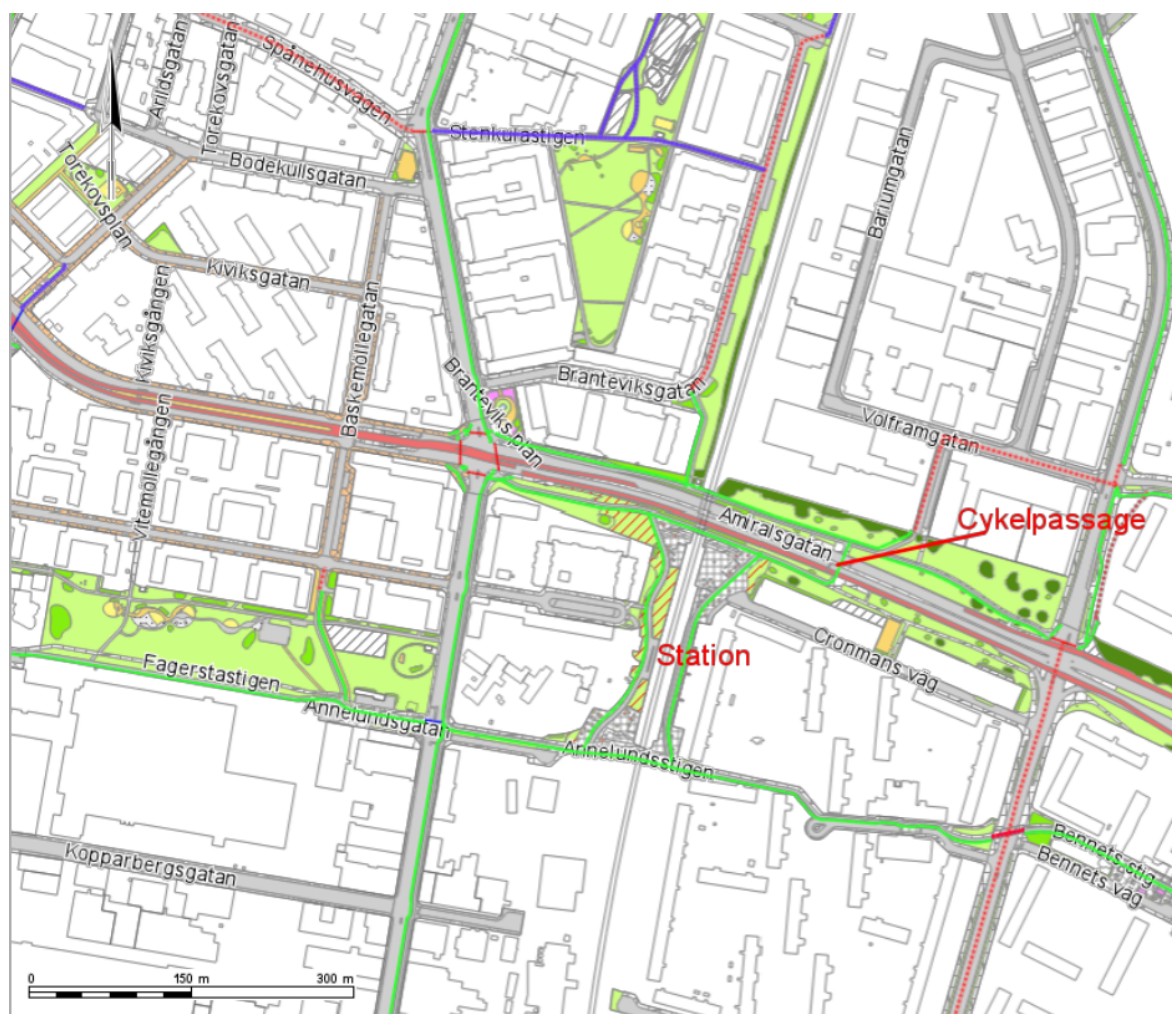 Arildsgatan
Torekovsgatan
Spånehusvägen
Stenkulastigen
Bodekullsgatan
Torekovsplan
Kiviksgatan
Kiviksgången
Baskemöllegatan
Bariumgatan
Branteviksgatan
Branteviksplan
Volframgatan
Vitemöllegången
Amiralsgatan
Cykelpassage
Station
Cronmans väg
Fagerstastigen
Annelundsgatan
Annelundsstigen
Kopparbergsgatan
Bennets stig
Bennets väg
0 150 m 300 m